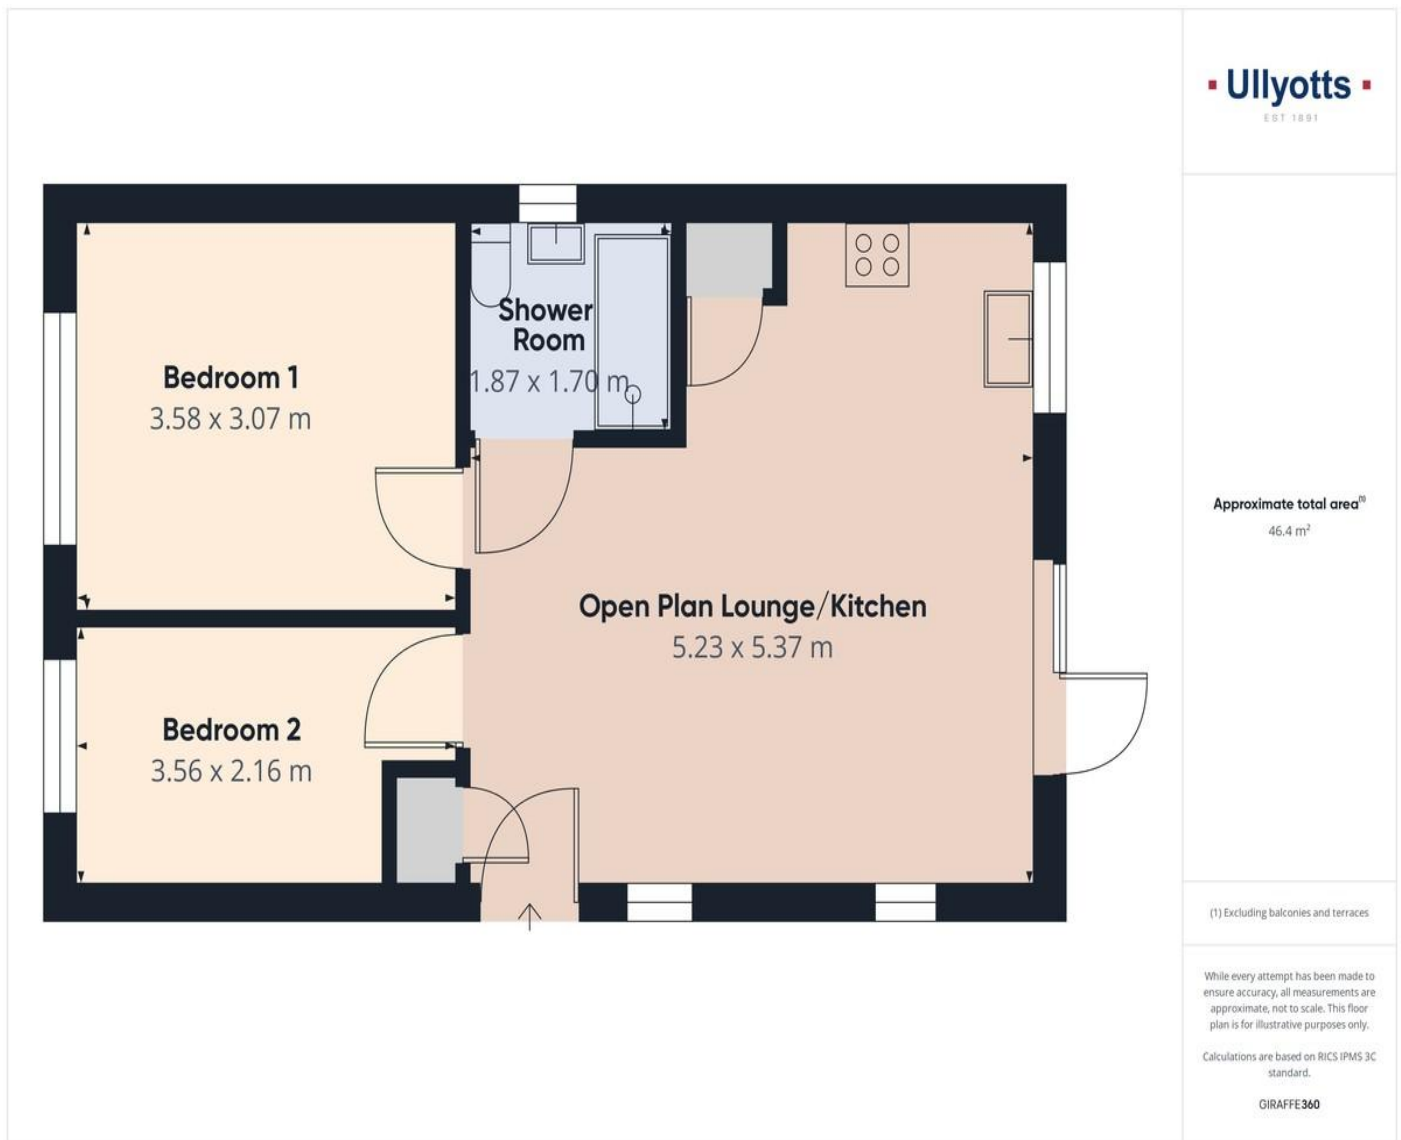 Ullyotts
EST 1891
Bedroom 1
3.58 x 3.07 m
Shower
Room
1.87 x 1.70 m
Open Plan Lounge/Kitchen
5.23 x 5.37 m
Bedroom 2
3.56 x 2.16 m
Approximate total area(1)
46.4 m²
(1) Excluding balconies and terraces
While every attempt has been made to
ensure accuracy, all measurements are
approximate, not to scale. This floor
plan is for illustrative purposes only.
Calculations are based on RICS IPMS 3C
standard.
GIRAFFE360